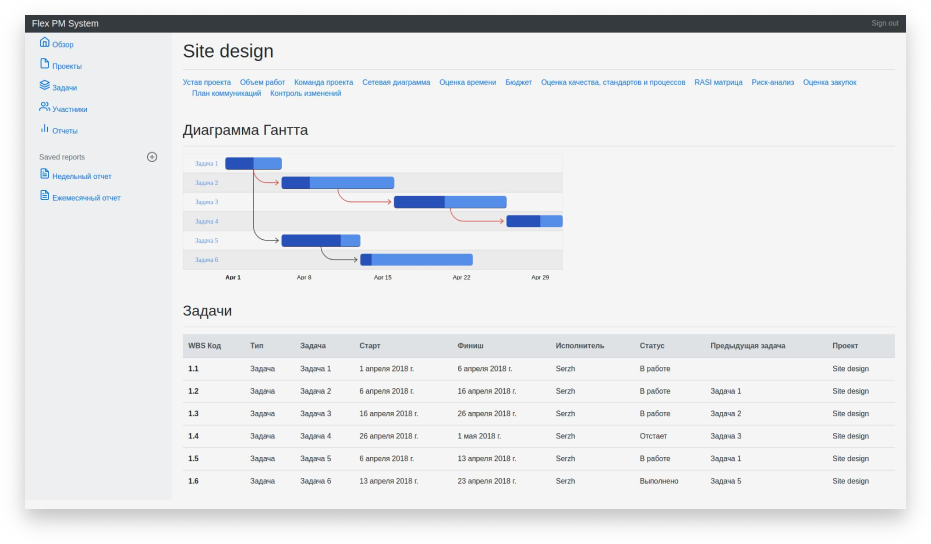 Flex PM System Sign out
Обзор
Проекты
Задачи
Участники
Отчеты
Saved reports
Недельный отчет
Ежемесячный отчет
Site design
Устав проекта Объем работ Команда проекта Сетевая диаграмма Оценка времени Бюджет Оценка качества, стандартов и процессов RASI матрица Риск-анализ Оценка закупок
План коммуникаций Контроль изменений
Диаграмма Гантта
Задача 1
Задача 2
Задача 3
Задача 4
Задача 5
Задача 6
Apr 1 Apr 8 Apr 15 Apr 22 Apr 29
Задачи
WBS Код Тип Задача Старт Финиш Исполнитель Статус Предыдущая задача Проект
1.1 Задача Задача 1 1 апреля 2018 г. 6 апреля 2018 г. Serzh В работе Site design
1.2 Задача Задача 2 6 апреля 2018 г. 16 апреля 2018 г. Serzh В работе Задача 1 Site design
1.3 Задача Задача 3 16 апреля 2018 г. 26 апреля 2018 г. Serzh В работе Задача 2 Site design
1.4 Задача Задача 4 26 апреля 2018 г. 1 мая 2018 г. Serzh Отстает Задача 3 Site design
1.5 Задача Задача 5 6 апреля 2018 г. 13 апреля 2018 г. Serzh В работе Задача 1 Site design
1.6 Задача Задача 6 13 апреля 2018 г. 23 апреля 2018 г. Serzh Выполнено Задача 5 Site design